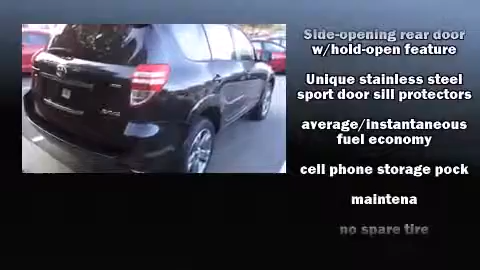 Side-opening rear door
w/hold-open feature
Unique stainless steel
sport door sill protectors
average/instantaneous
fuel economy
cell phone storage pock
maintena
no spare tire